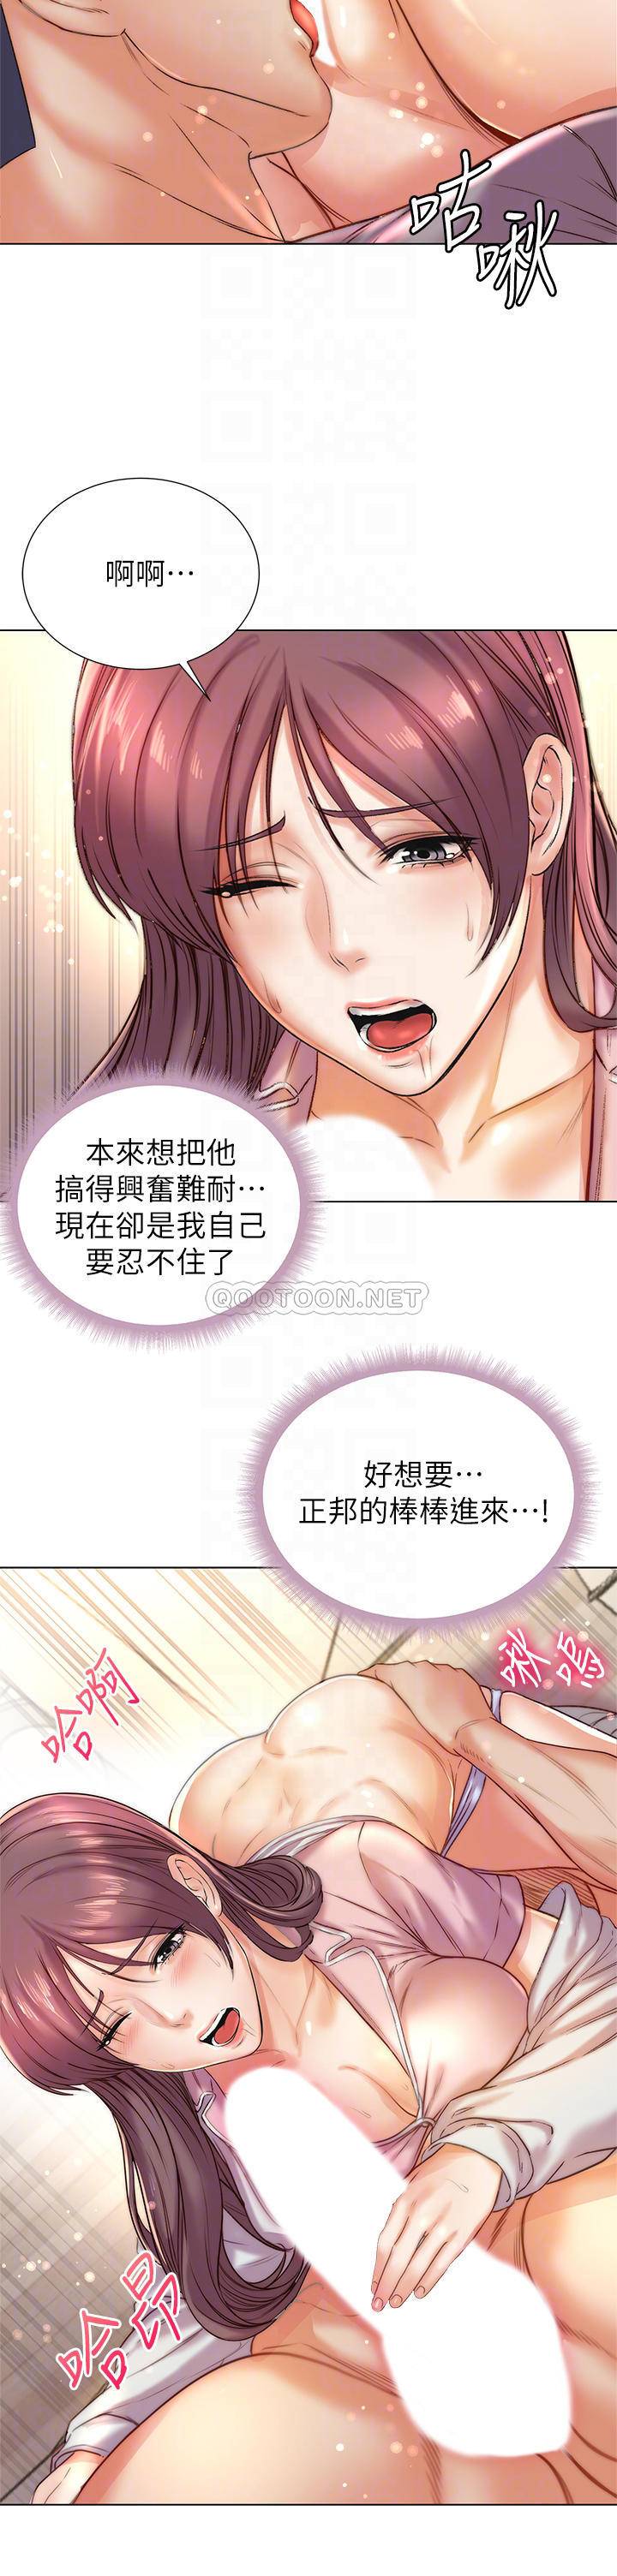 咕
啾
啊啊⋯
本來想把他
搞得興奮難耐⋯
現在卻是我自己
要忍不住了
QOOTOON.NET
好想要⋯
正邦的棒棒進來⋯!
啾嗚
哈啊
哈昂